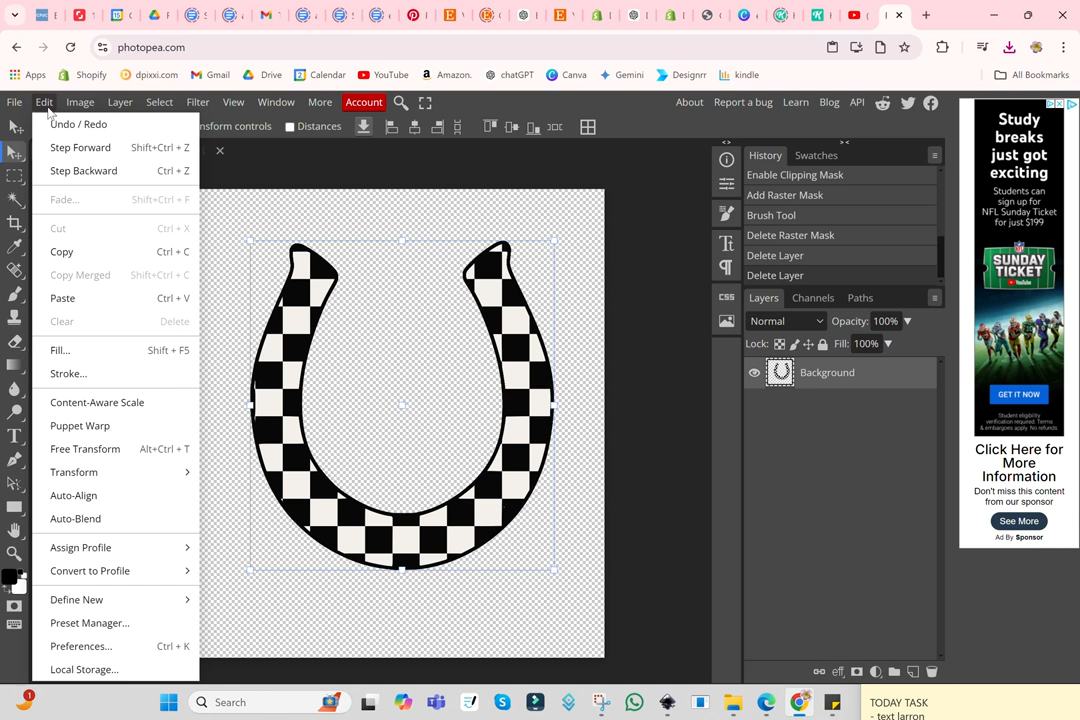 photopea.com
Apps Shopify dpixxi.com Gmail Drive Calendar YouTube Amazon. chatGPT Canva Gemini Designrr kindle All Bookmarks
File Edit Image Layer Select Filter View Window More Account About Report a bug Learn Blog API
nsform controls Distances
Undo / Redo
Step Forward Shift+Ctrl + Z
Step Backward Ctrl + Z
Fade... Shift+Ctrl + F
Cut Ctrl + X
Copy Ctrl + C
Copy Merged Shift+Ctrl + C
Paste Ctrl + V
Clear Delete
Fill... Shift + F5
Stroke...
Content-Aware Scale
Puppet Warp
Free Transform Alt+Ctrl + T
Transform
Auto-Align
Auto-Blend
Assign Profile
Convert to Profile
Define New
Preset Manager...
Preferences... Ctrl + K
Local Storage...
CSS
History Swatches
Enable Clipping Mask
Add Raster Mask
Brush Tool
Delete Raster Mask
Delete Layer
Delete Layer
Layers Channels Paths
Normal Opacity: 100%
Lock: Fill: 100%
Background
eff
Study
breaks
just got
exciting
Students can
sign up for
NFL Sunday Ticket
for just $199
SUNDAY
TICKET
YouTube
GET IT NOW
Click Here for
More
Information
Don't miss this content
from our sponsor
See More
Ad By Sponsor
1
Search
TODAY TASK
- text larron